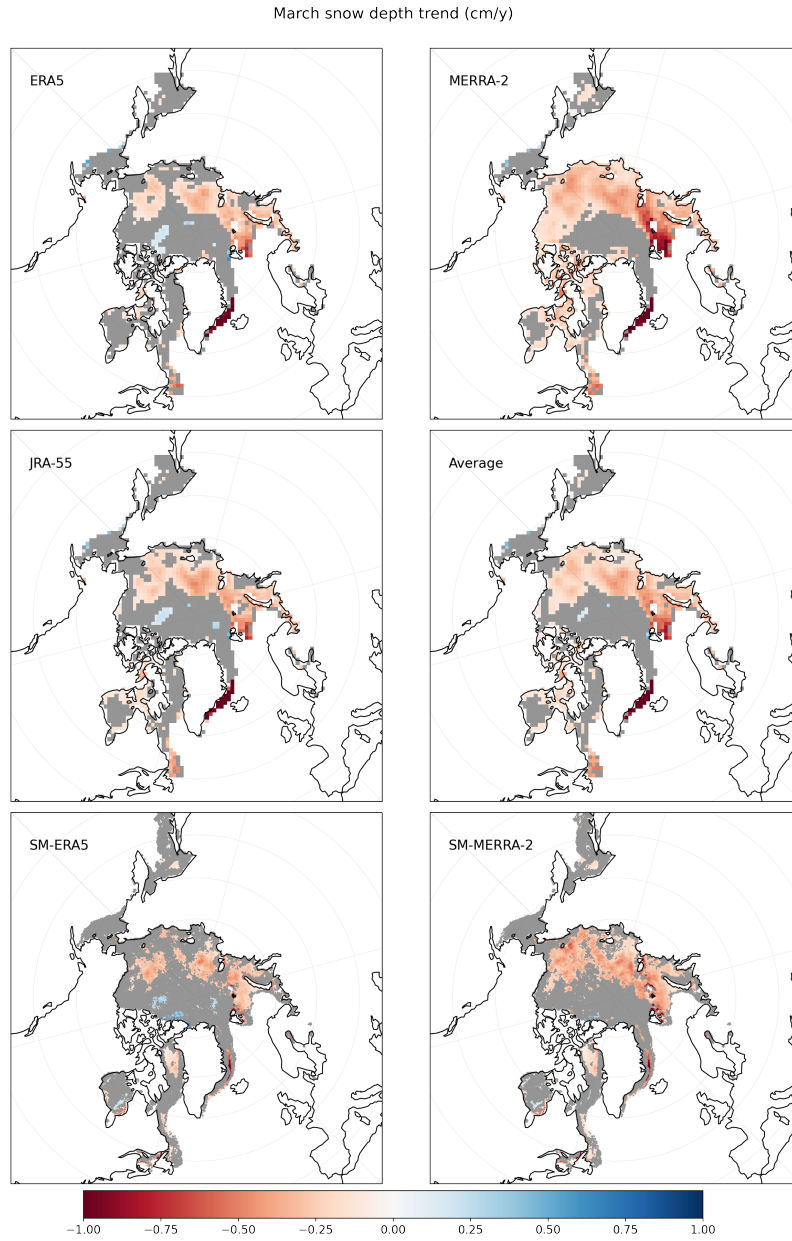 March snow depth trend (cm/y)
ERA5
MERRA-2
JRA-55
Average
SM-ERA5
SM-MERRA-2
−1.00 −0.75 −0.50 −0.25 0.00 0.25 0.50 0.75 1.00